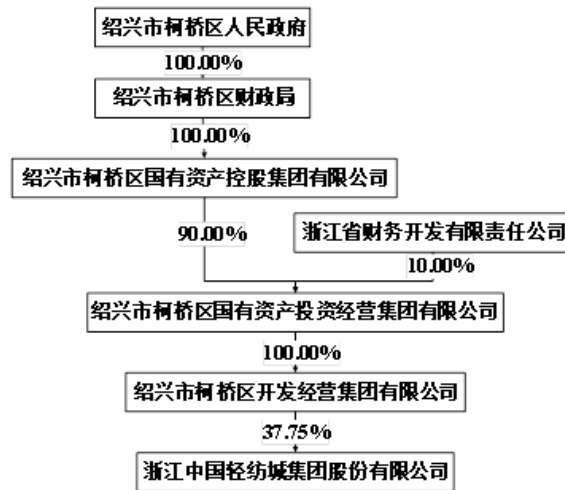 绍兴市柯桥区人民政府
100.00%
绍兴市柯桥区财政局
100.00%
绍兴市柯桥区国有资产控股集团有限公司
90.00%
浙江省财务开发有限责任公司
10.00%
绍兴市柯桥区国有资产投资经营集团有限公司
100.00%
绍兴市柯桥区开发经营集团有限公司
37.75%
浙江中国轻纺城集团股份有限公司